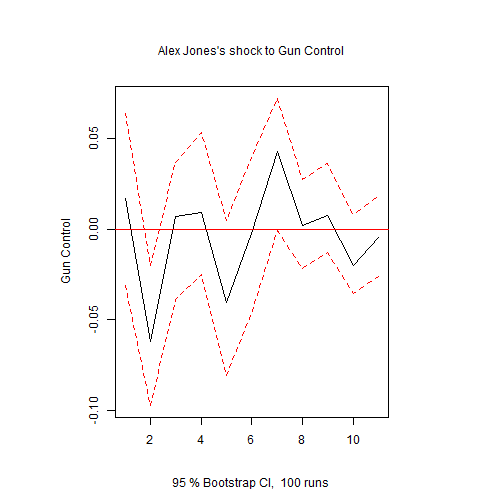 Alex Jones's shock to Gun Control
Gun Control
0.05
0.00
-0.05
-0.10
2 4 6 8 10
95 % Bootstrap CI,  100 runs